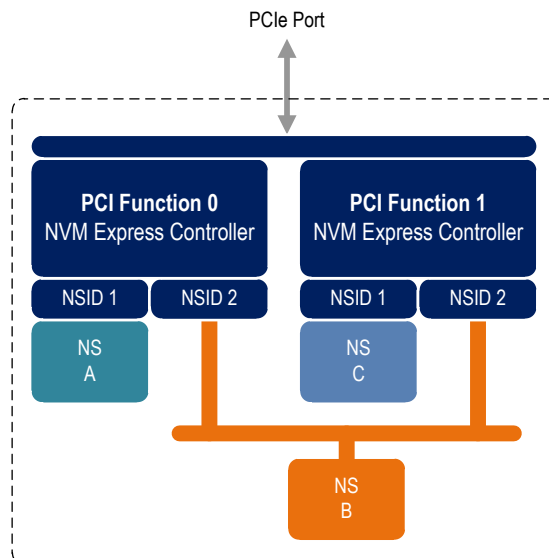 PCIe Port
PCI Function 0
NVM Express Controller
PCI Function 1
NVM Express Controller
NSID 1
NSID 2
NSID 1
NSID 2
NS
A
NS
C
NS
B